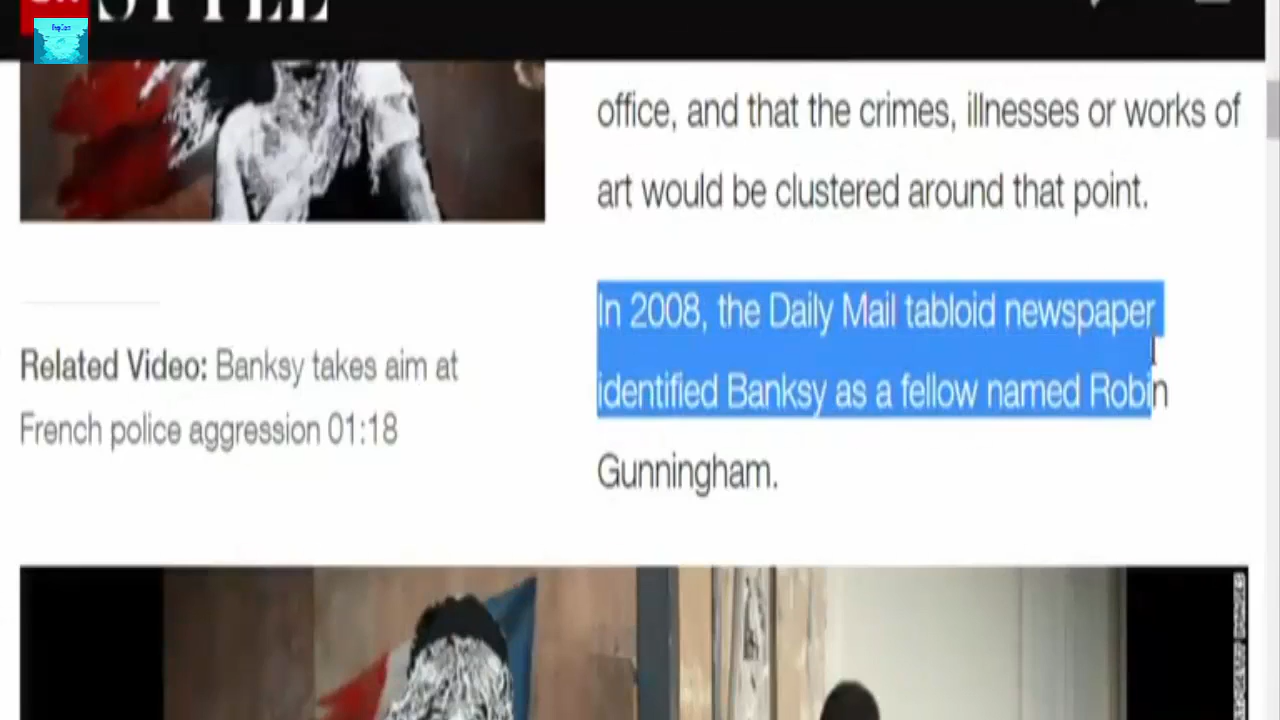 STYLE
office, and that the crimes, illnesses or works of
art would be clustered around that point.
In 2008, the Daily Mail tabloid newspaper
identified Banksy as a fellow named Robin
Gunningham.
Related Video: Banksy takes aim at
French police aggression 01:18